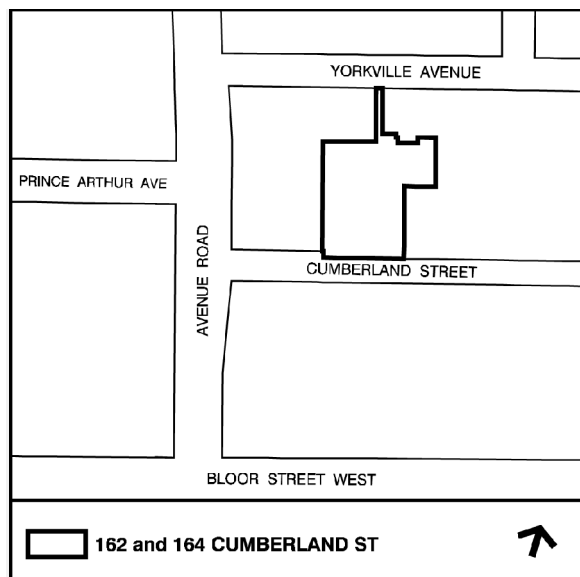 YORKVILLE AVENUE
PRINCE ARTHUR AVE
AVENUE ROAD
CUMBERLAND STREET
BLOOR STREET WEST
162 and 164 CUMBERLAND ST